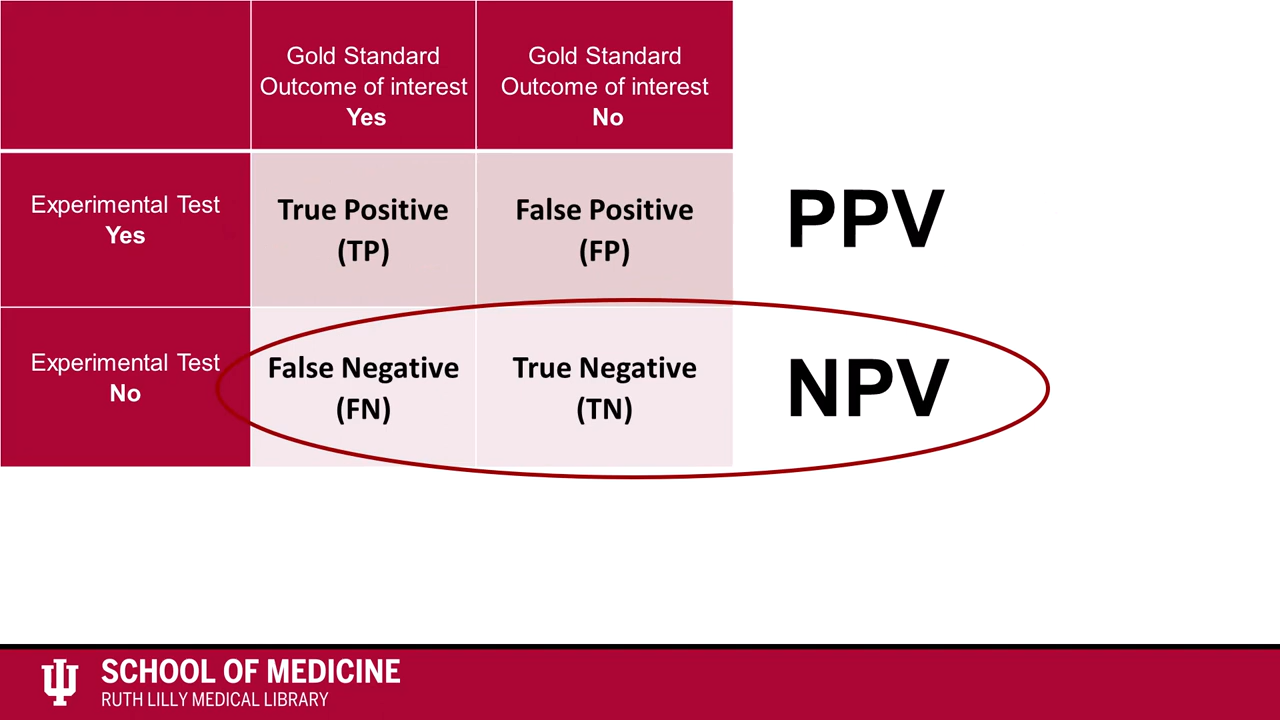 Gold Standard
Outcome of interest
Yes
Gold Standard
Outcome of interest
No
Experimental Test
Yes
True Positive
(TP)
False Positive
(FP)
PPV
Experimental Test
No
False Negative
(FN)
True Negative
(TN)
NPV
SCHOOL OF MEDICINE
RUTH LILLY MEDICAL LIBRARY